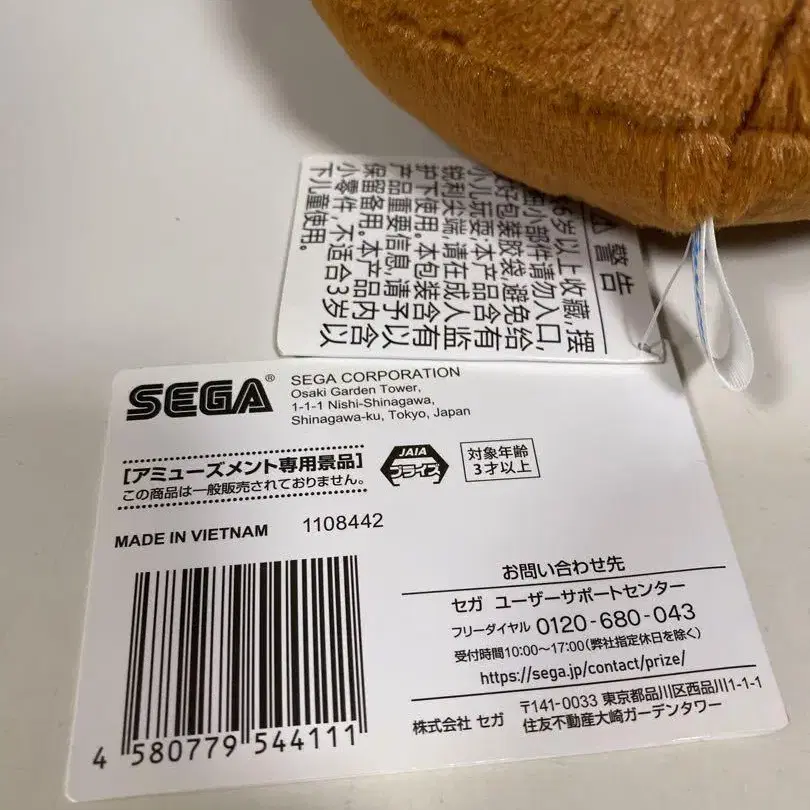 警告
6岁以上收藏,摆
小部件请勿入口,
好包装胶袋,避免给
小儿玩耍;本产品含有
锐利尖端,请在成人监
护下使用。本包装含有
产品重要信息,请予以
保留备用。本产品内含
小零件,不适合3岁以
下儿童使用。
SEGA®
SEGA CORPORATION
Osaki Garden Tower,
1-1-1 Nishi-Shinagawa,
Shinagawa-ku, Tokyo, Japan
[アミューズメント専用景品]
この商品は一般販売されておりません。
JAIA
プライズ
対象年齢
3才以上
MADE IN VIETNAM 1108442
4 580779 544111
お問い合わせ先
セガ ユーザーサポートセンター
フリーダイヤル 0120-680-043
受付時間10:00～17:00(弊社指定休日を除く)
https://sega.jp/contact/prize/
株式会社 セガ
〒141-0033 東京都品川区西品川1-1-1
住友不動産大崎ガーデンタワー